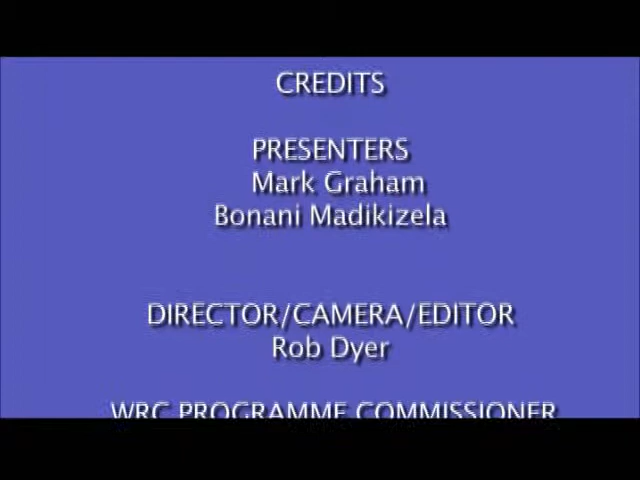 CREDITS
PRESENTERS
Mark Graham
Bonani Madikizela
DIRECTOR/CAMERA/EDITOR
Rob Dyer
WRC PROGRAMME COMMISSIONER